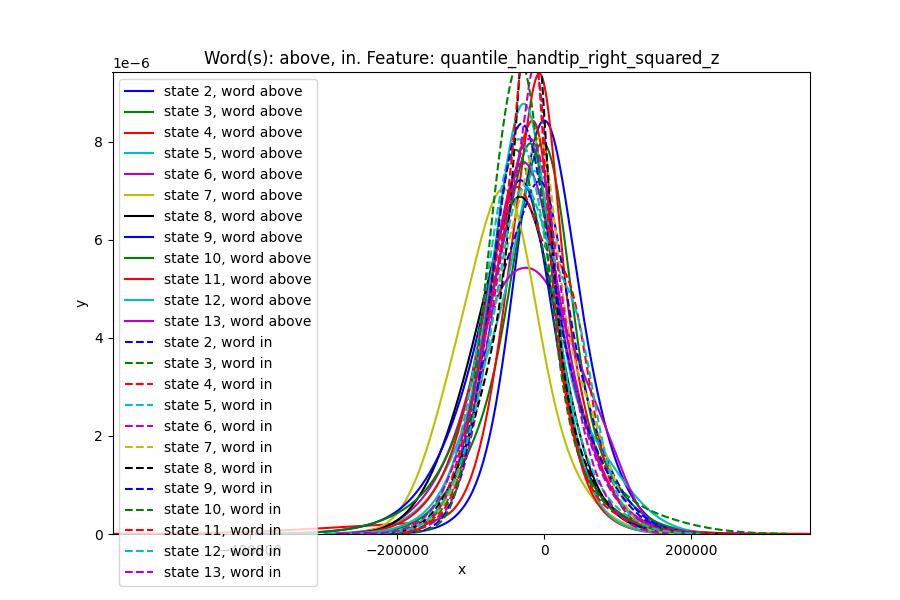 Word(s): above, in. Feature: quantile_handtip_right_squared_z
1e−6
8
6
4
2
0
y
state 2, word above
state 3, word above
state 4, word above
state 5, word above
state 6, word above
state 7, word above
state 8, word above
state 9, word above
state 10, word above
state 11, word above
state 12, word above
state 13, word above
state 2, word in
state 3, word in
state 4, word in
state 5, word in
state 6, word in
state 7, word in
state 8, word in
state 9, word in
state 10, word in
state 11, word in
state 12, word in
state 13, word in
−200000
0
200000
x